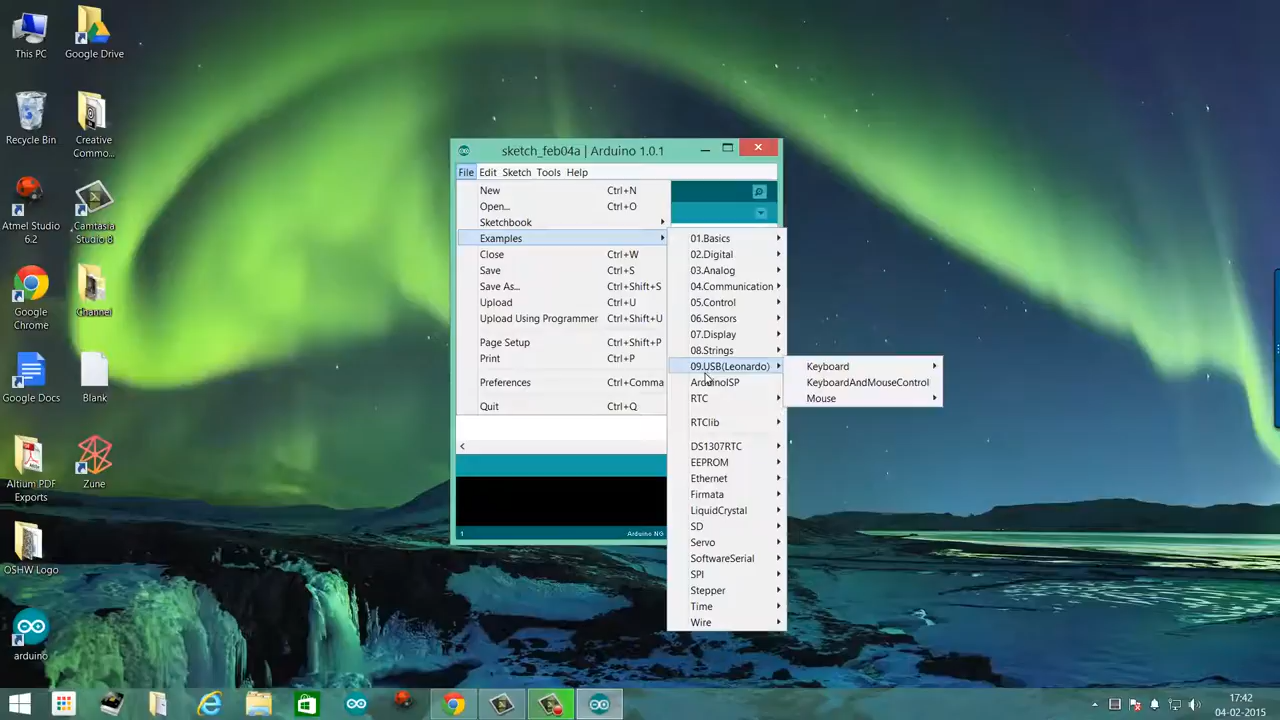 This PC
Google Drive
Recycle Bin
Creative
Commo...
Atmel Studio
6.2
Camtasia
Studio 8
Google
Chrome
Channel
Google Docs
Blank
Altium PDF
Exports
Zune
OSHW Logo
arduino
sketch_feb04a | Arduino 1.0.1
File Edit Sketch Tools Help
New Ctrl+N
Open... Ctrl+O
Sketchbook
Examples
Close Ctrl+W
Save Ctrl+S
Save As... Ctrl+Shift+S
Upload Ctrl+U
Upload Using Programmer Ctrl+Shift+U
Page Setup Ctrl+Shift+P
Print Ctrl+P
Preferences Ctrl+Comma
Quit Ctrl+Q
1 Arduino NG
01.Basics
02.Digital
03.Analog
04.Communication
05.Control
06.Sensors
07.Display
08.Strings
09.USB(Leonardo)
ArduinoISP
RTC
RTClib
DS1307RTC
EEPROM
Ethernet
Firmata
LiquidCrystal
SD
Servo
SoftwareSerial
SPI
Stepper
Time
Wire
Keyboard
KeyboardAndMouseControl
Mouse
17:42
04-02-2015